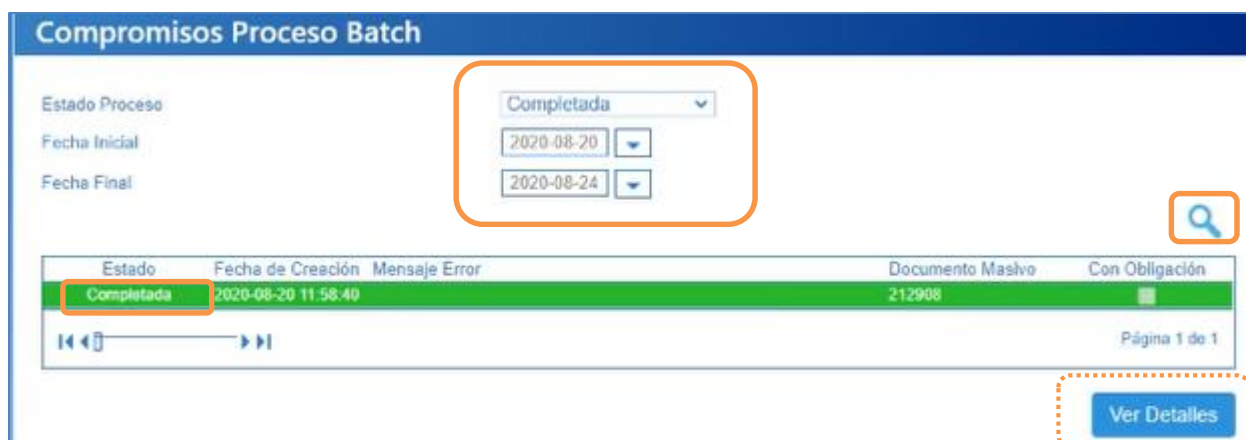 Compromisos Proceso Batch
Estado Proceso Completada
Fecha Inicial 2020-08-20
Fecha Final 2020-08-24
Estado Fecha de Creación Mensaje Error Documento Masivo Con Obligación
Completada 2020-08-20 11:58:40 212908
Página 1 de 1
Ver Detalles